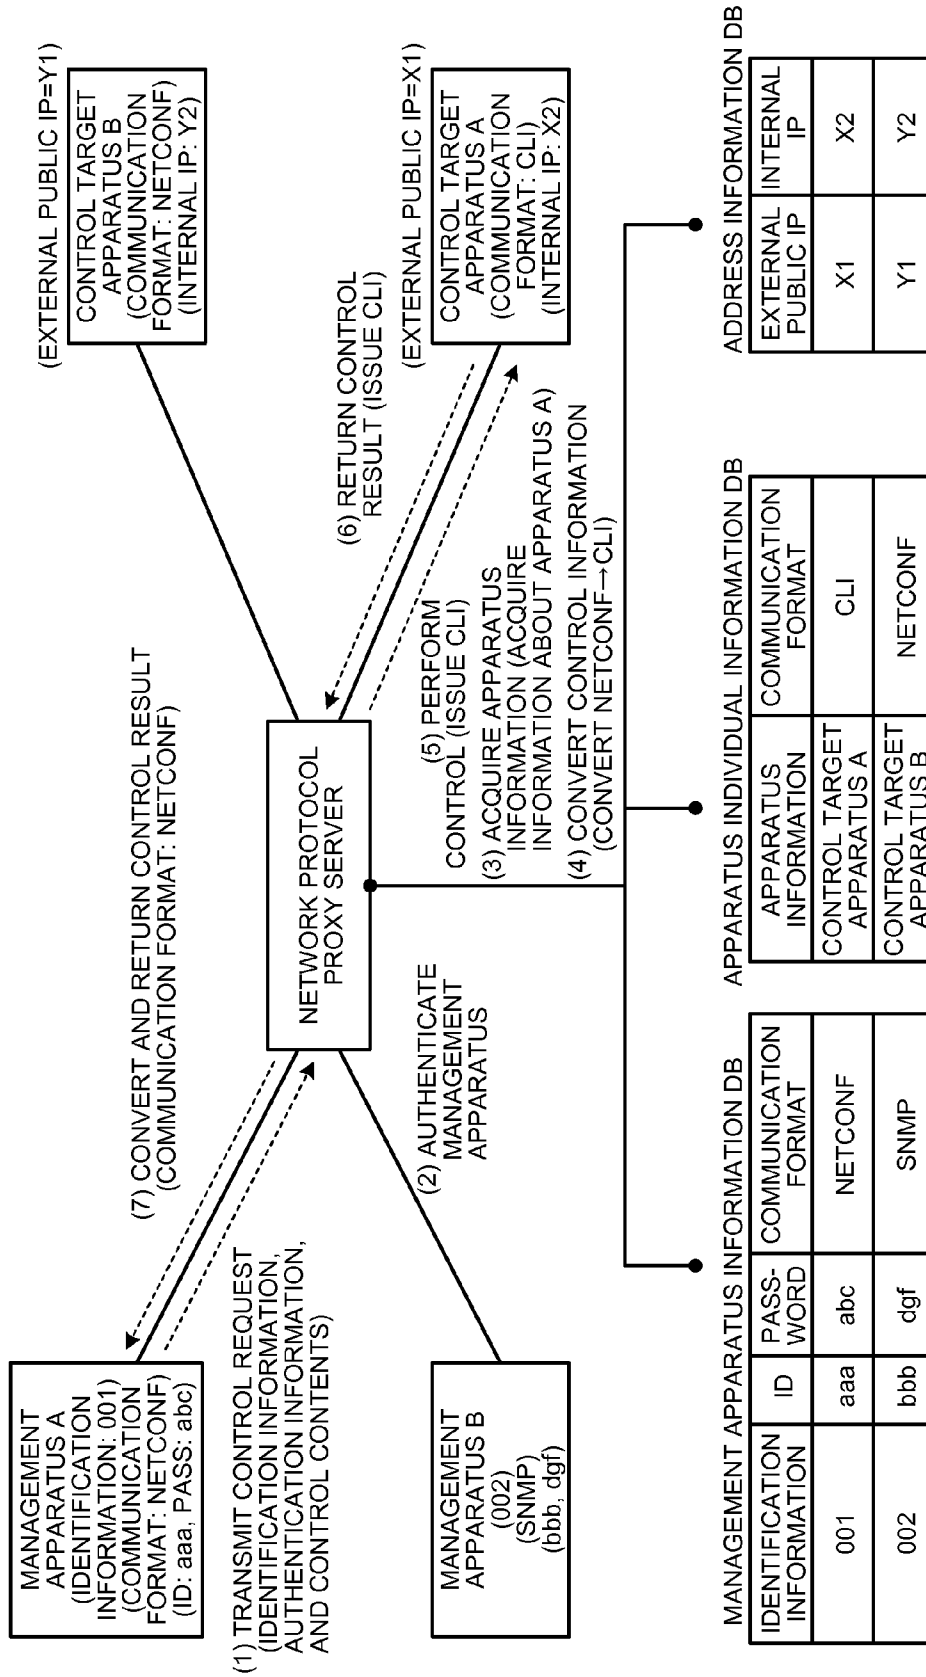 MANAGEMENT
APPARATUS A
(IDENTIFICATION
INFORMATION: 001)
(COMMUNICATION
FORMAT: NETCONF)
(ID: aaa, PASS: abc)
(1) TRANSMIT CONTROL REQUEST
(IDENTIFICATION INFORMATION,
AUTHENTICATION INFORMATION,
AND CONTROL CONTENTS)
MANAGEMENT
APPARATUS B
(002)
(SNMP)
(bbb, dgf)
(7) CONVERT AND RETURN CONTROL RESULT
(COMMUNICATION FORMAT: NETCONF)
NETWORK PROTOCOL
PROXY SERVER
(2) AUTHENTICATE
MANAGEMENT
APPARATUS
(EXTERNAL PUBLIC IP=Y1)
CONTROL TARGET
APPARATUS B
(COMMUNICATION
FORMAT: NETCONF)
(INTERNAL IP: Y2)
(6) RETURN CONTROL
RESULT (ISSUE CLI)
(EXTERNAL PUBLIC IP=X1)
CONTROL TARGET
APPARATUS A
(COMMUNICATION
FORMAT: CLI)
(INTERNAL IP: X2)
(5) PERFORM
CONTROL (ISSUE CLI)
(3) ACQUIRE APPARATUS
INFORMATION (ACQUIRE
INFORMATION ABOUT APPARATUS A)
(4) CONVERT CONTROL INFORMATION
(CONVERT NETCONF→CLI)
MANAGEMENT APPARATUS INFORMATION DB
IDENTIFICATION
INFORMATION
ID
PASS-
WORD
COMMUNICATION
FORMAT
001
aaa
abc
NETCONF
002
bbb
dgf
SNMP
APPARATUS INDIVIDUAL INFORMATION DB
APPARATUS
INFORMATION
COMMUNICATION
FORMAT
CONTROL TARGET
APPARATUS A
CLI
CONTROL TARGET
APPARATUS B
NETCONF
ADDRESS INFORMATION DB
EXTERNAL
PUBLIC IP
INTERNAL
IP
X1
X2
Y1
Y2